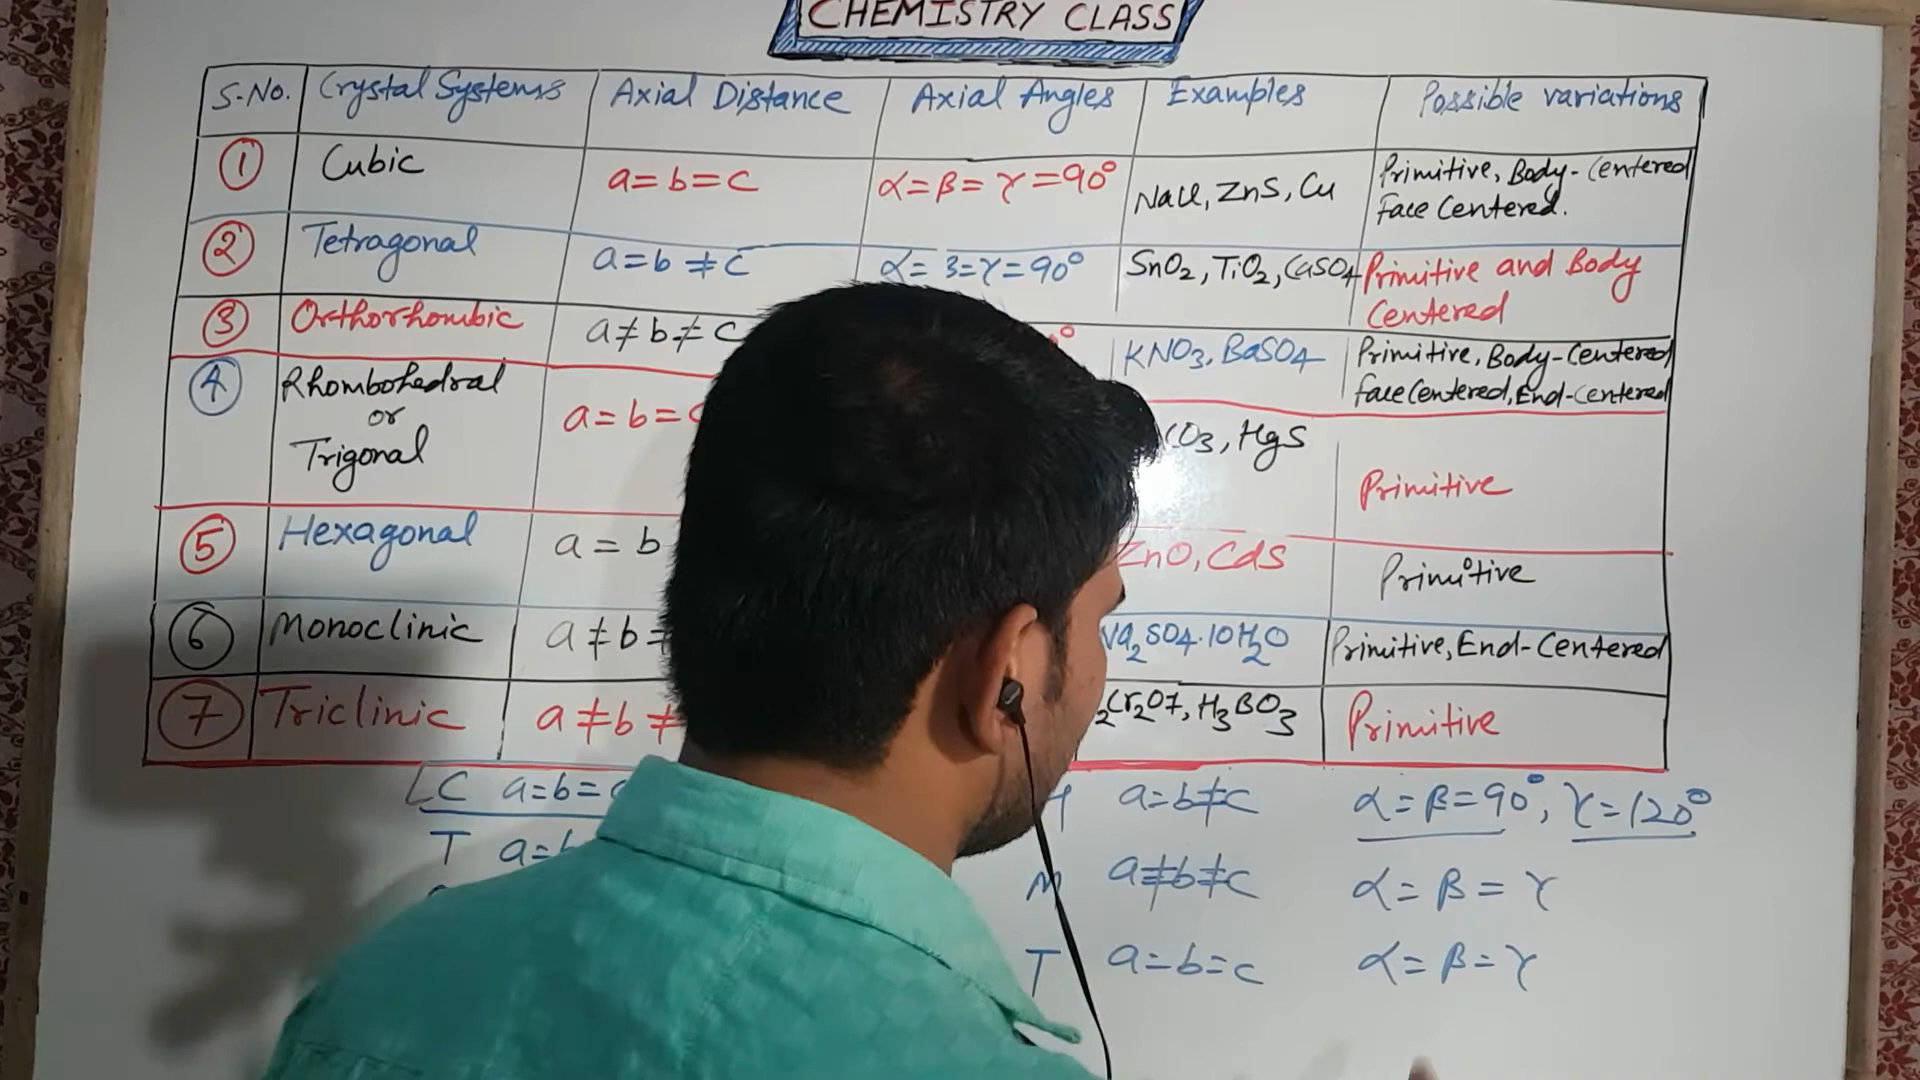 CHEMISTRY CLASS
S.No. Crystal Systems Axial Distance Axial Angles Examples Possible variations
1 Cubic a=b=c α=β=γ=90° NaCl, ZnS, Cu Primitive, Body-Centered
Face Centered.
2 Tetragonal a=b≠c α= 3=γ=90° SnO2, TiO2, CaSO4 Primitive and Body
Centered
3 Orthorhombic a≠b≠c KNO3, BaSO4 Primitive, Body-Centered
Face Centered, End-Centered
4 Rhombohedral
or
Trigonal a=b= CO3, HgS Primitive
5 Hexagonal a=b ZnO, CdS Primitive
6 Monoclinic a≠b≠ Na2SO4.10H2O Primitive, End-Centered
7 Triclinic a≠b≠ 2Cr2O7, H3BO3 Primitive
C a=b=c a=b≠c α=β=90°, γ=120°
T a=b M a≠b≠c α=β=γ
T a=b=c α=β=γ